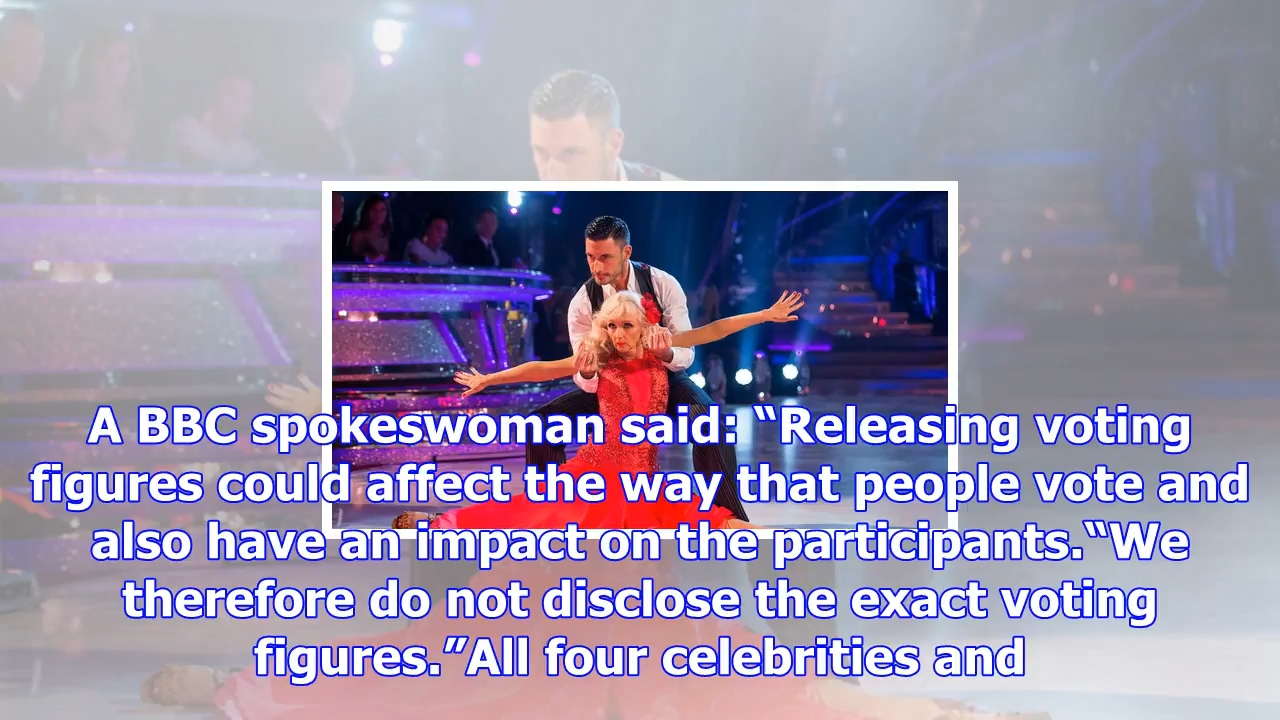 A BBC spokeswoman said: “Releasing voting
figures could affect the way that people vote and
also have an impact on the participants.“We
therefore do not disclose the exact voting
figures.”All four celebrities and